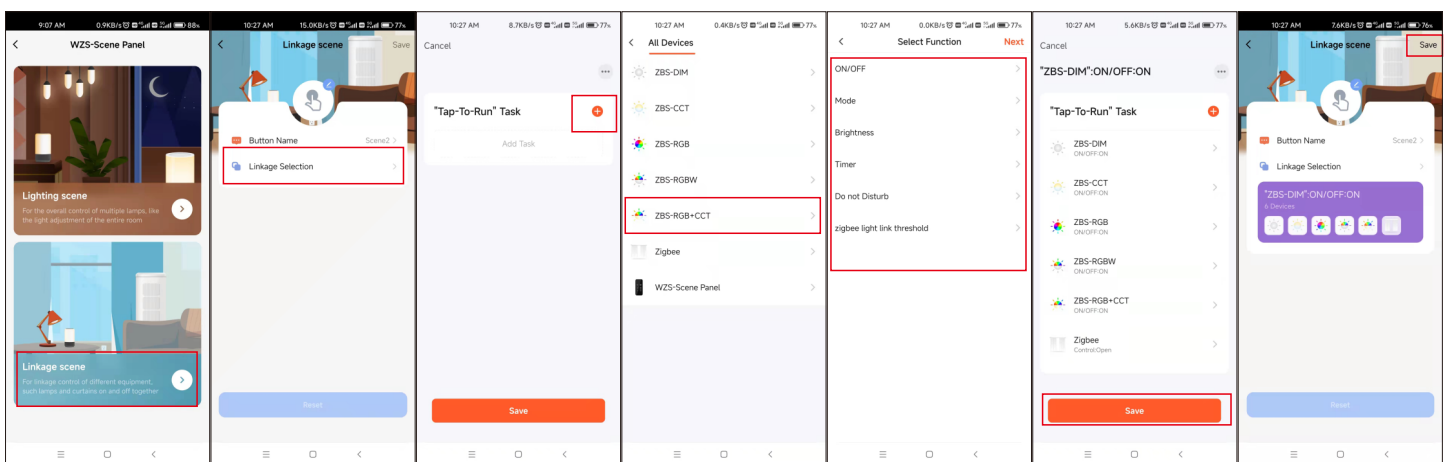 9:07 AM 0.9KB/s 88%
WZS-Scene Panel
Lighting scene
For the overall control of multiple lamps, like
the light adjustment of the entire room
Linkage scene
For linkage control of different equipment,
such lamps and curtains on and off together
10:27 AM 15.0KB/s 77%
Linkage scene Save
Button Name Scene2
Linkage Selection
Reset
10:27 AM 8.7KB/s 77%
Cancel
"Tap-To-Run" Task
Add Task
Save
10:27 AM 0.4KB/s 77%
All Devices
ZBS-DIM
ZBS-CCT
ZBS-RGB
ZBS-RGBW
ZBS-RGB+CCT
Zigbee
WZS-Scene Panel
10:27 AM 0.0KB/s 77%
Select Function Next
ON/OFF
Mode
Brightness
Timer
Do not Disturb
zigbee light link threshold
10:27 AM 5.6KB/s 77%
Cancel
"ZBS-DIM":ON/OFF:ON
"Tap-To-Run" Task
ZBS-DIM
ON/OFF:ON
ZBS-CCT
ON/OFF:ON
ZBS-RGB
ON/OFF:ON
ZBS-RGBW
ON/OFF:ON
ZBS-RGB+CCT
ON/OFF:ON
Zigbee
Control:Open
Save
10:27 AM 7.6KB/s 76%
Linkage scene Save
Button Name Scene2
Linkage Selection
"ZBS-DIM":ON/OFF:ON
6 Devices
Reset